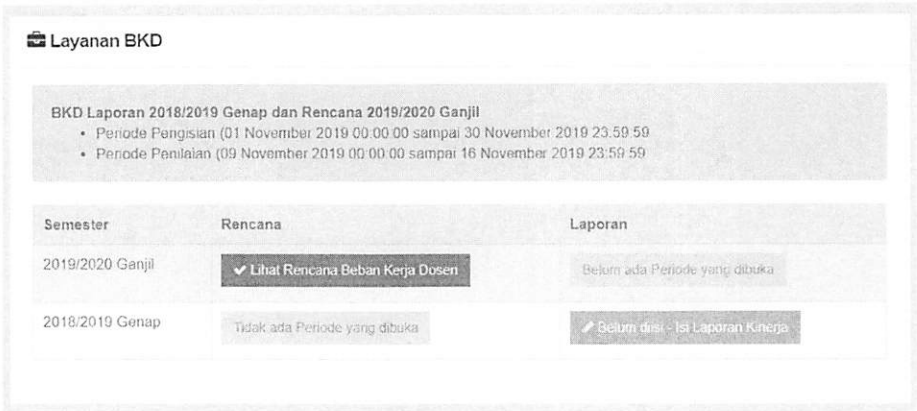 Layanan BKD
BKD Laporan 2018/2019 Genap dan Rencana 2019/2020 Ganjil
• Periode Pengisian (01 November 2019 00:00:00 sampai 30 November 2019 23:59:59
• Periode Penilaian (09 November 2019 00:00:00 sampai 16 November 2019 23:59:59
Semester Rencana Laporan
2019/2020 Ganjil ✔ Lihat Rencana Beban Kerja Dosen Belum ada Periode yang dibuka
2018/2019 Genap Tidak ada Periode yang dibuka Belum diisi - Isi Laporan Kinerja